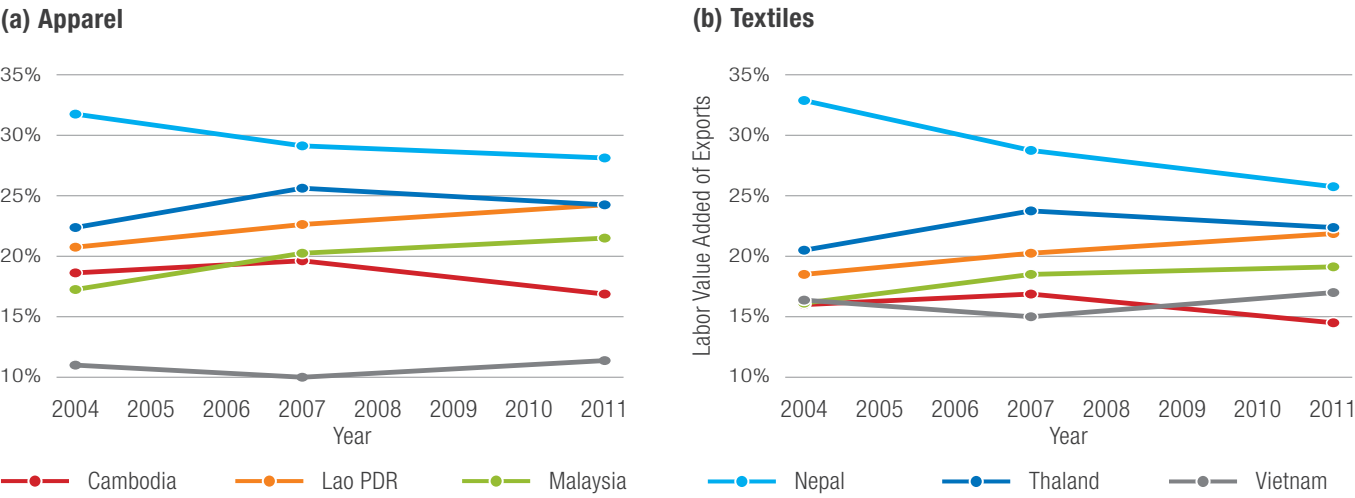 (a) Apparel
35%
30%
25%
20%
15%
10%
2004 2005 2006 2007 2008 2009 2010 2011
Year
(b) Textiles
Labor Value Added of Exports
35%
30%
25%
20%
15%
10%
2004 2005 2006 2007 2008 2009 2010 2011
Year
Cambodia Lao PDR Malaysia Nepal Thaland Vietnam